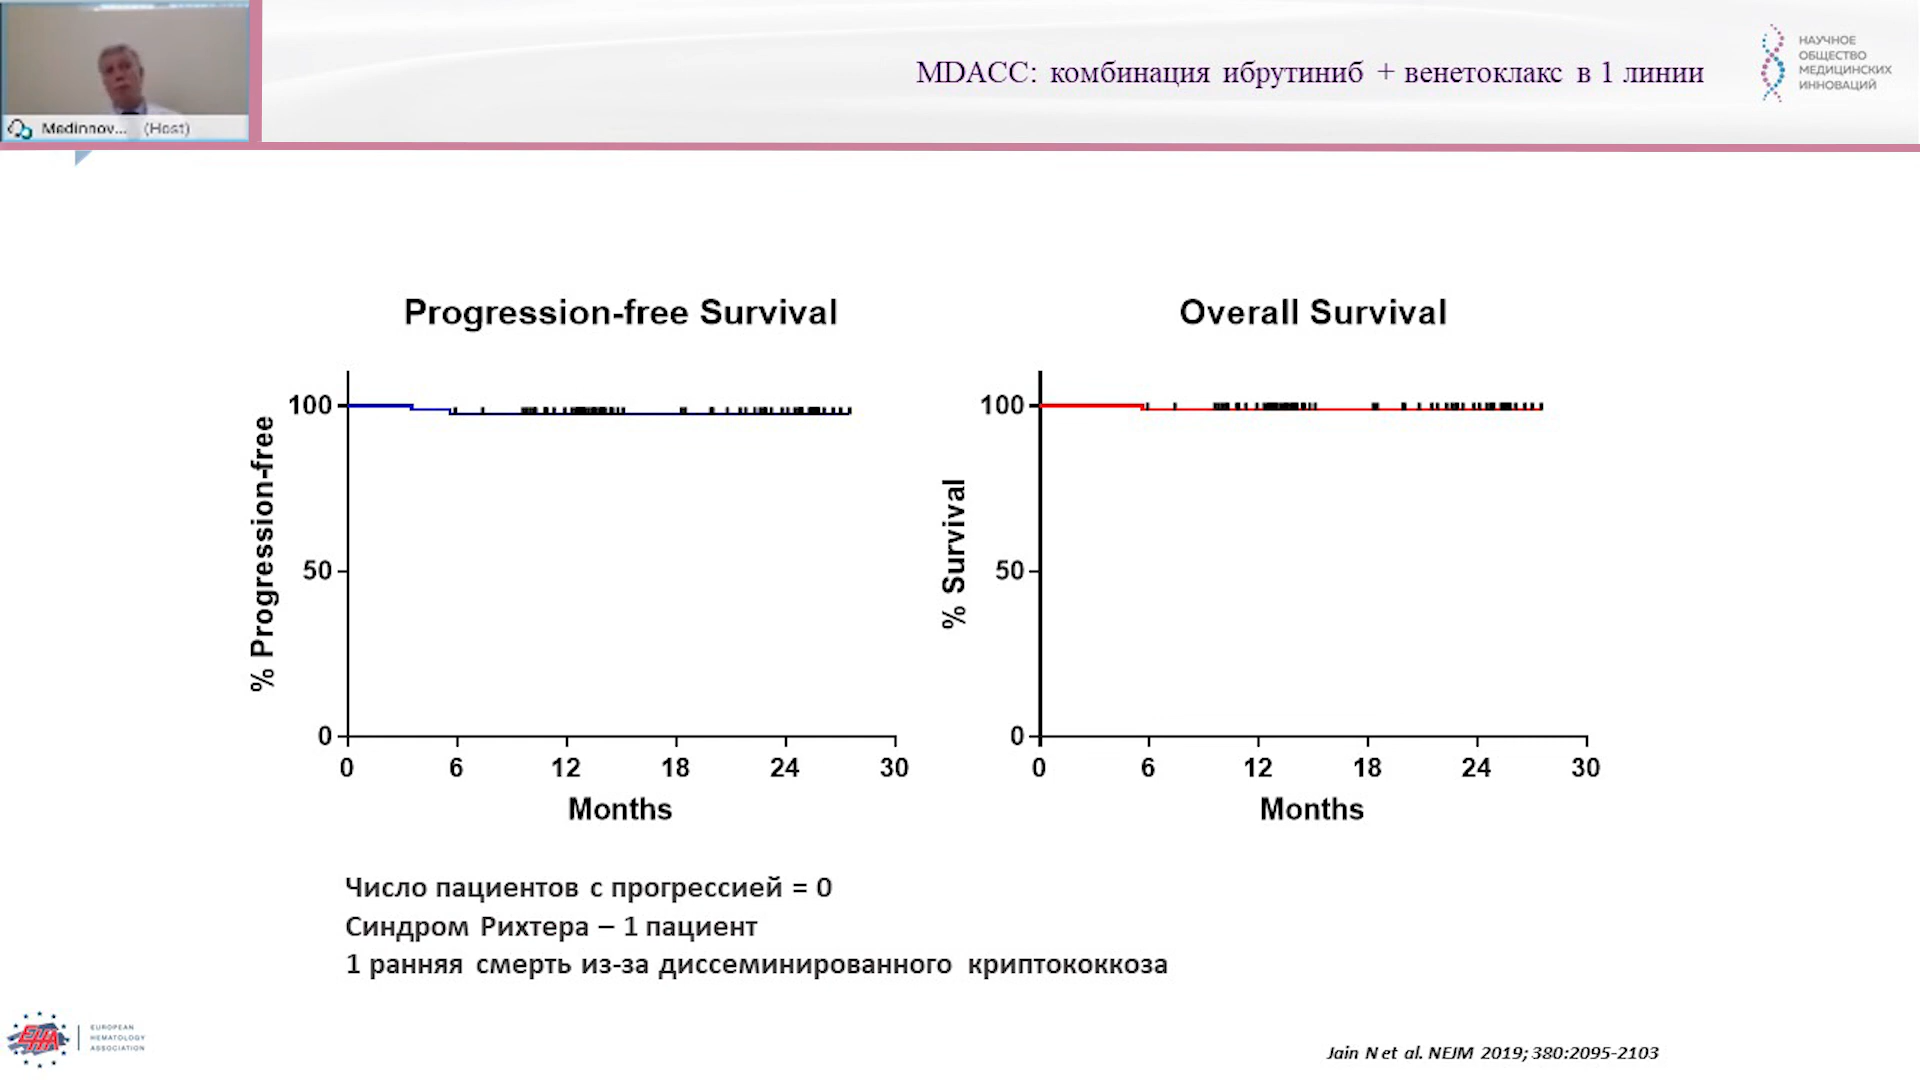 Medinnov... (Host)
MDACC: комбинация ибрутиниб + венетоклакс в 1 линии
НАУЧНОЕ
ОБЩЕСТВО
МЕДИЦИНСКИХ
ИННОВАЦИЙ
Progression-free Survival
% Progression-free
100
50
0
0 6 12 18 24 30
Months
Overall Survival
% Survival
100
50
0
0 6 12 18 24 30
Months
Число пациентов с прогрессией = 0
Синдром Рихтера – 1 пациент
1 ранняя смерть из-за диссеминированного криптококкоза
EHA
EUROPEAN
HEMATOLOGY
ASSOCIATION
Jain N et al. NEJM 2019; 380:2095-2103